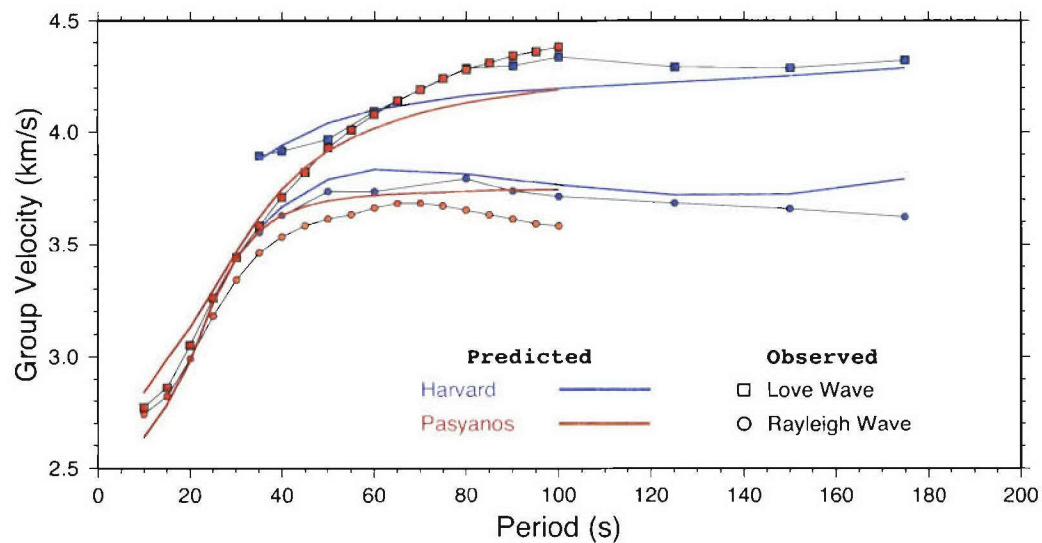 4.5
4.0
3.5
3.0
2.5
Group Velocity (km/s)
Predicted Observed
Harvard Love Wave
Pasyanos Rayleigh Wave
0 20 40 60 80 100 120 140 160 180 200
Period (s)